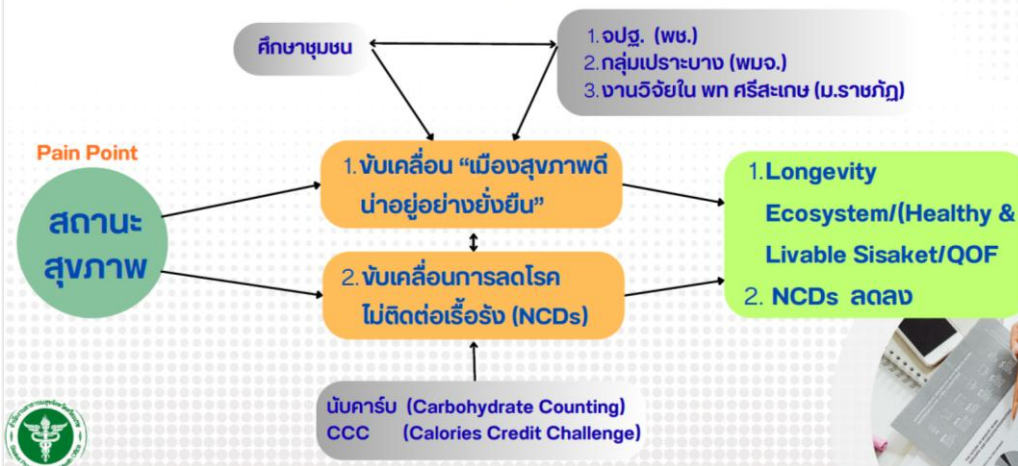 ศึกษาชุมชน
1. จปฐ. (พช.)
2. กลุ่มเปราะบาง (พมจ.)
3. งานวิจัยใน พท ศรีสะเกษ (ม.ราชภัฏ)
Pain Point
สถานะ
สุขภาพ
1. ขับเคลื่อน “เมืองสุขภาพดี
น่าอยู่อย่างยั่งยืน”
2. ขับเคลื่อนการลดโรค
ไม่ติดต่อเรื้อรัง (NCDs)
1. Longevity
Ecosystem/(Healthy &
Livable Sisaket/QOF
2. NCDs ลดลง
นับคาร์บ (Carbohydrate Counting)
CCC (Calories Credit Challenge)